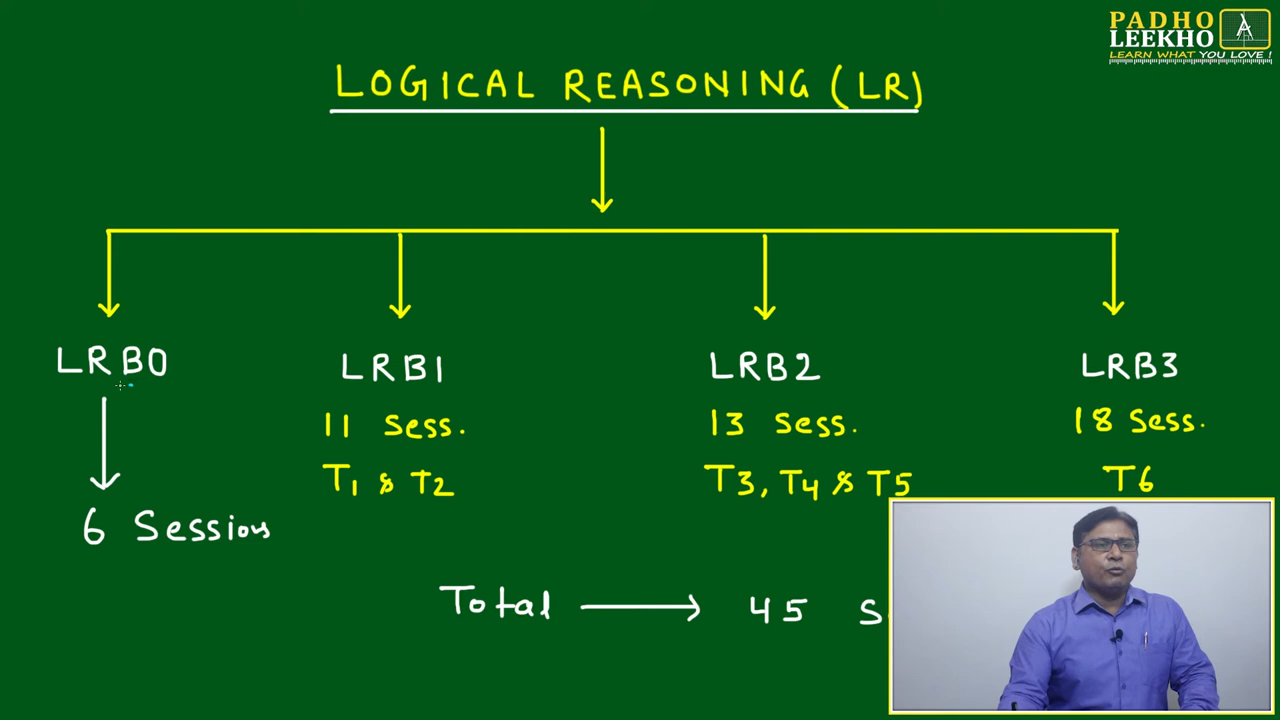 PADHO
LEEKHO
LEARN WHAT YOU LOVE !
LOGICAL REASONING (LR)
LRB0
6 Sessions
LRB1
11 Sess.
T1 & T2
LRB2
13 Sess.
T3, T4 & T5
LRB3
18 Sess.
T6
Total → 45